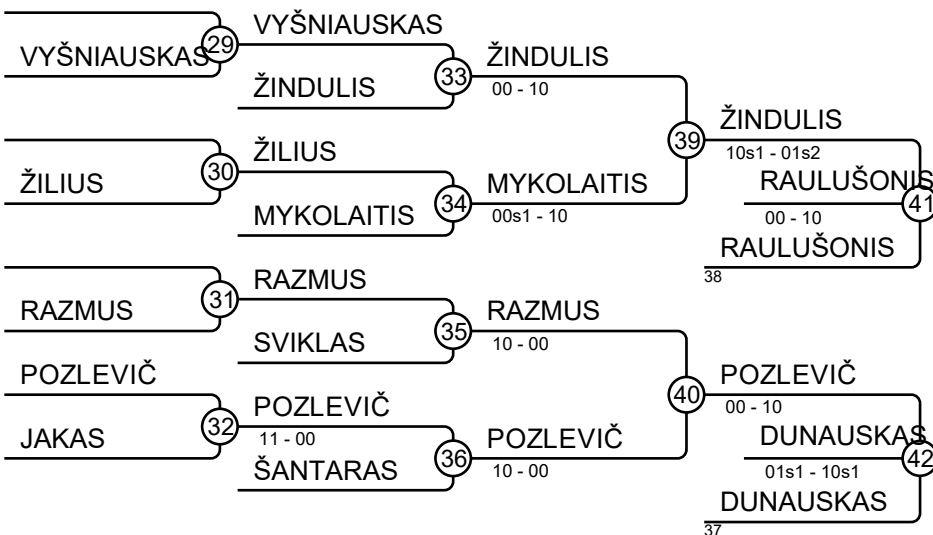 VYŠNIAUSKAS
29
VYŠNIAUSKAS
ŽINDULIS
33
ŽINDULIS
00 - 10
ŽILIUS
30
ŽILIUS
MYKOLAITIS
34
MYKOLAITIS
00s1 - 10
39
ŽINDULIS
10s1 - 01s2
RAULUŠONIS
00 - 10
41
RAULUŠONIS
38
RAZMUS
31
RAZMUS
SVIKLAS
35
RAZMUS
10 - 00
POZLEVIČ
JAKAS
32
POZLEVIČ
11 - 00
ŠANTARAS
36
POZLEVIČ
10 - 00
40
POZLEVIČ
00 - 10
DUNAUSKAS
01s1 - 10s1
42
DUNAUSKAS
37